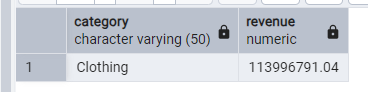 category revenue
character varying (50) numeric
1 Clothing 113996791.04